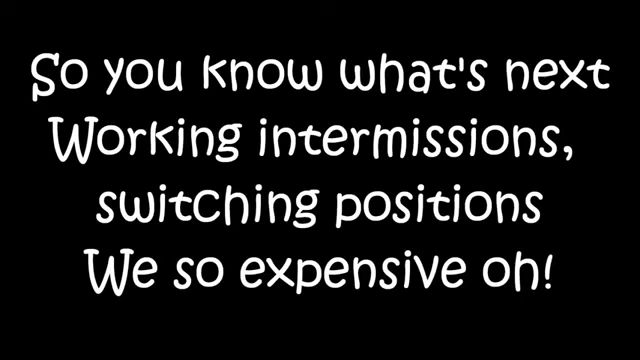 So you know what's next
Working intermissions,
switching positions
We so expensive oh!